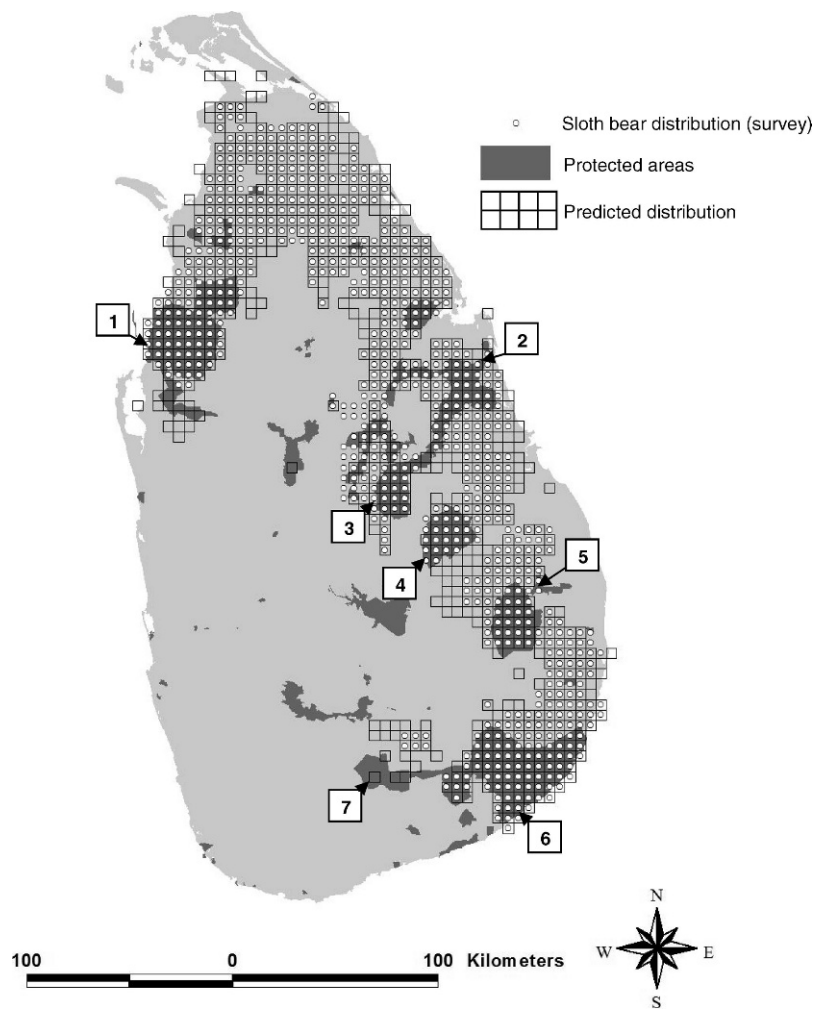 Sloth bear distribution (survey)
Protected areas
Predicted distribution
1
2
3
4
5
7
6
N
W E
S
100 0 100 Kilometers